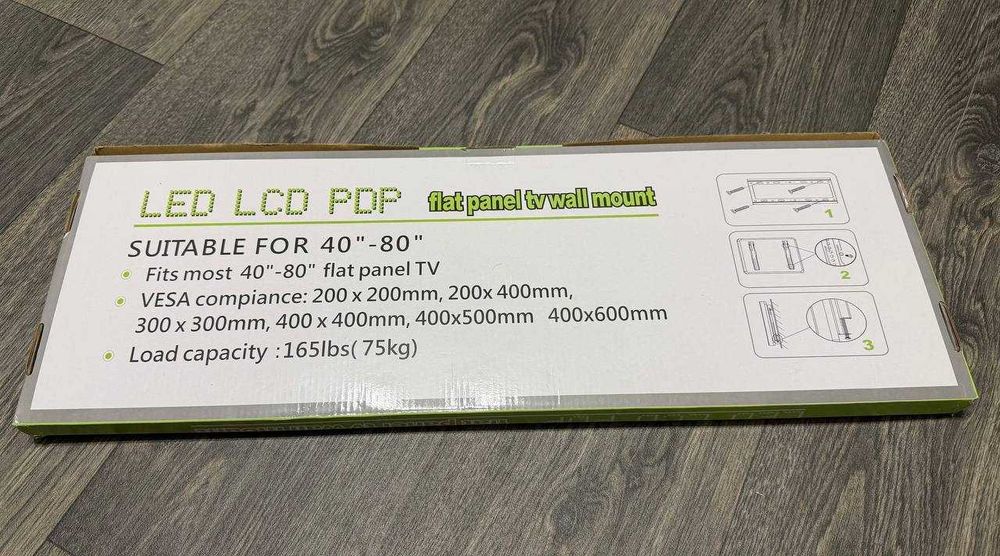 LED LCD PDP flat panel tv wall mount
SUITABLE FOR 40"-80"
Fits most 40"-80" flat panel TV
VESA compiance: 200 x 200mm, 200x 400mm,
300 x 300mm, 400 x 400mm, 400x500mm 400x600mm
Load capacity :165lbs( 75kg)
1
2
3